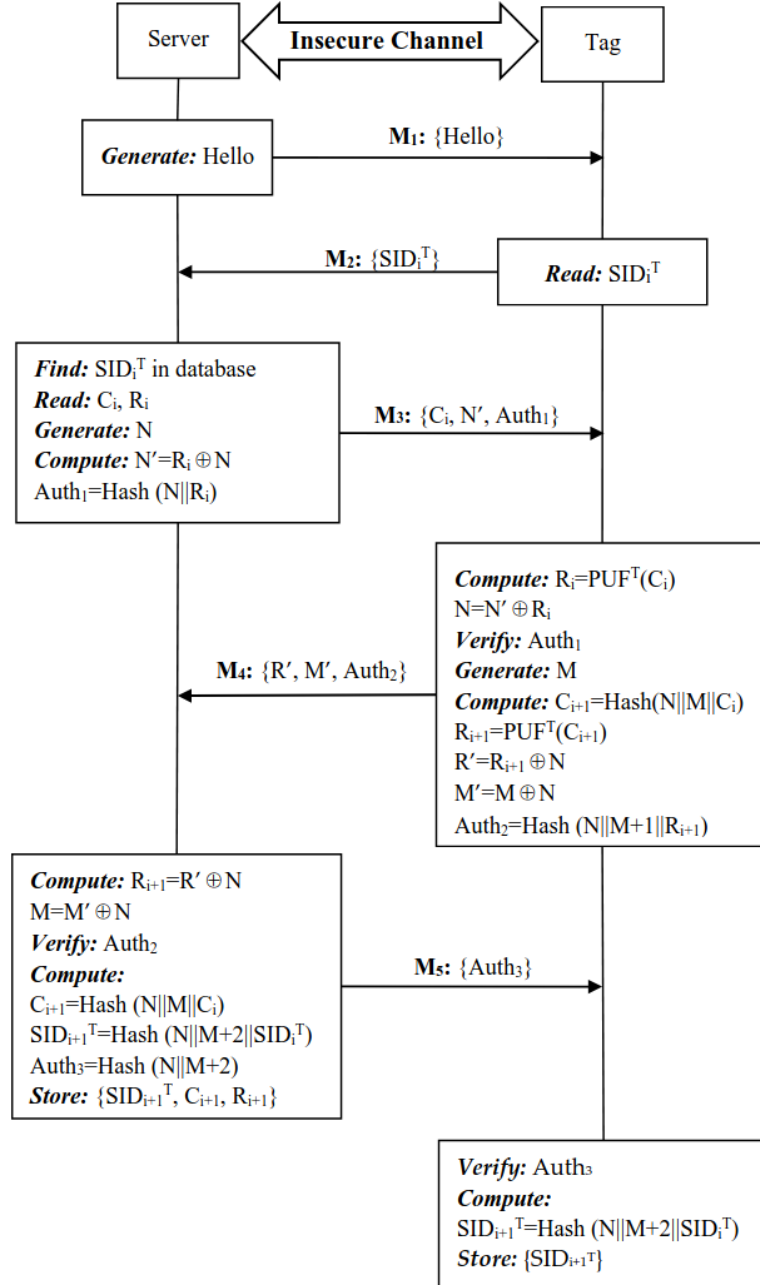 Server
Insecure Channel
Tag
Generate: Hello
M₁: {Hello}
M₂: {SIDᵢᵀ}
Read: SIDᵢᵀ
Find: SIDᵢᵀ in database
Read: Cᵢ, Rᵢ
Generate: N
Compute: N′=Rᵢ⊕N
Auth₁=Hash (N||Rᵢ)
M₃: {Cᵢ, N′, Auth₁}
Compute: Rᵢ=PUFᵀ(Cᵢ)
N=N′⊕Rᵢ
Verify: Auth₁
Generate: M
Compute: Cᵢ₊₁=Hash(N||M||Cᵢ)
Rᵢ₊₁=PUFᵀ(Cᵢ₊₁)
R′=Rᵢ₊₁⊕N
M′=M⊕N
Auth₂=Hash (N||M+1||Rᵢ₊₁)
M₄: {R′, M′, Auth₂}
Compute: Rᵢ₊₁=R′⊕N
M=M′⊕N
Verify: Auth₂
Compute:
Cᵢ₊₁=Hash (N||M||Cᵢ)
SIDᵢ₊₁ᵀ=Hash (N||M+2||SIDᵢᵀ)
Auth₃=Hash (N||M+2)
Store: {SIDᵢ₊₁ᵀ, Cᵢ₊₁, Rᵢ₊₁}
M₅: {Auth₃}
Verify: Auth₃
Compute:
SIDᵢ₊₁ᵀ=Hash (N||M+2||SIDᵢᵀ)
Store: {SIDᵢ₊₁ᵀ}